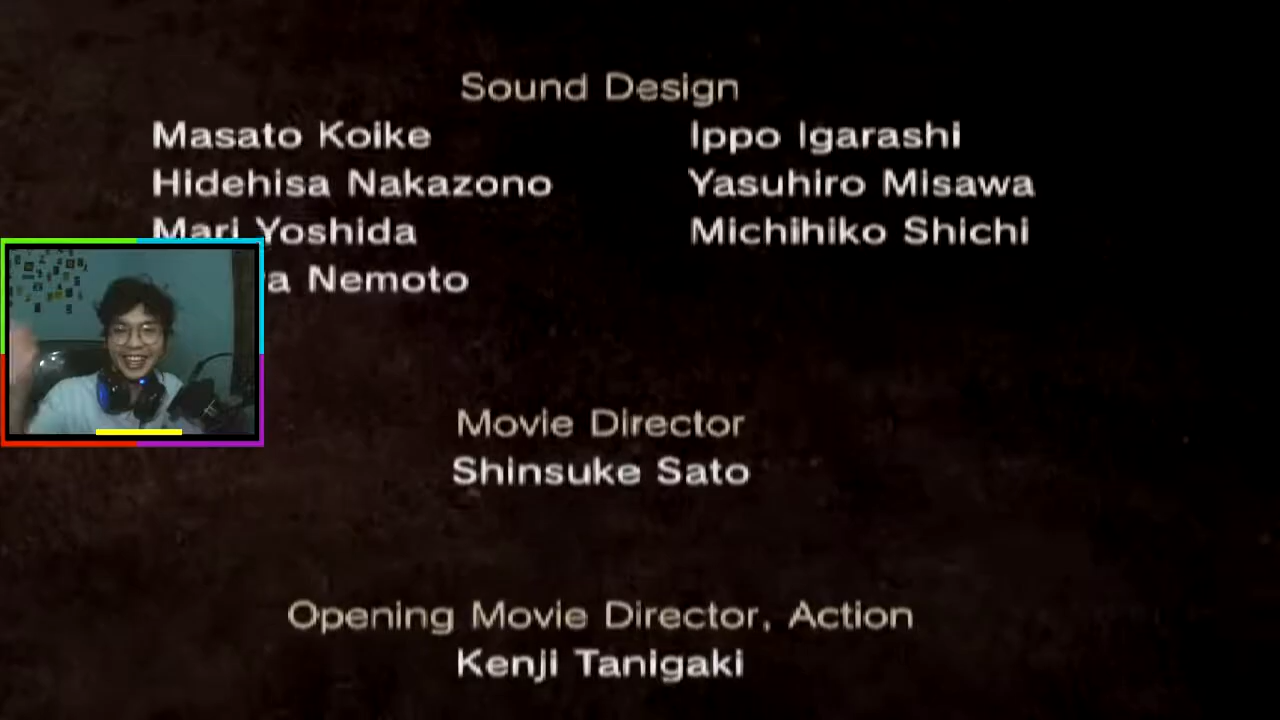 Sound Design
Masato Koike Ippo Igarashi
Hidehisa Nakazono Yasuhiro Misawa
Mari Yoshida Michihiko Shichi
Nemoto
Movie Director
Shinsuke Sato
Opening Movie Director, Action
Kenji Tanigaki